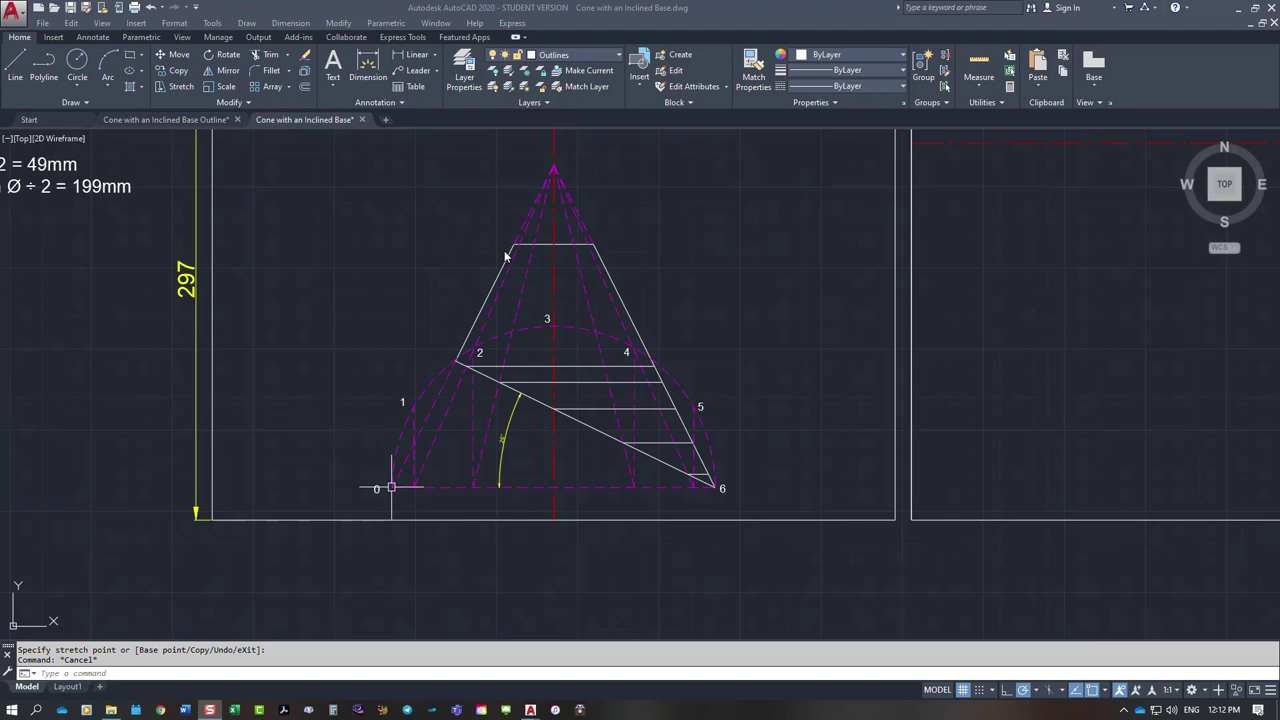 Autodesk AutoCAD 2020 - STUDENT VERSION Cone with an Inclined Base.dwg
Type a keyword or phrase
Sign In
File Edit View Insert Format Tools Draw Dimension Modify Parametric Window Help Express
Home Insert Annotate Parametric View Manage Output Add-ins Collaborate Express Tools Featured Apps
Line Polyline Circle Arc
Move Rotate Trim
Copy Mirror Fillet
Stretch Scale Array
Text Dimension
Linear
Leader
Table
Layer Properties
Outlines
Make Current
Match Layer
Insert
Create
Edit
Edit Attributes
Match Properties
ByLayer
ByLayer
ByLayer
Group
Measure
Paste
Base
Draw Modify Annotation Layers Block Properties Groups Utilities Clipboard View
Start Cone with an Inclined Base Outline* Cone with an Inclined Base*
[−][Top][2D Wireframe]
2 = 49mm
Ø ÷ 2 = 199mm
297
0
1
2
3
4
5
6
N
W TOP E
S
WCS
Y
X
Specify stretch point or [Base point/Copy/Undo/eXit]:
Command: *Cancel*
Type a command
Model Layout1
MODEL
1:1
ENG
12:12 PM